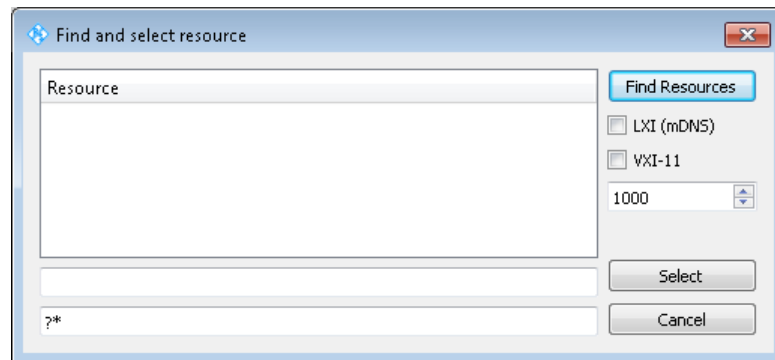 Find and select resource
Resource
Find Resources
LXI (mDNS)
VXI-11
1000
Select
?*
Cancel